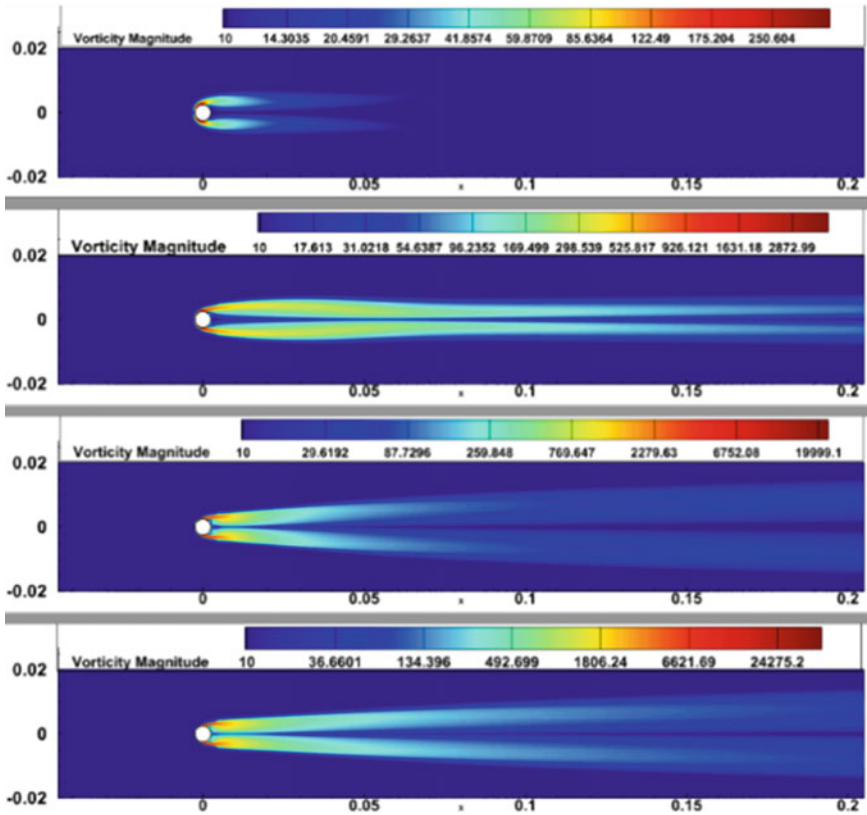 Vorticity Magnitude 10 14.3035 20.4591 29.2637 41.8574 59.8709 85.6364 122.49 175.204 250.604
0.02
0
-0.02
0 0.05 x 0.1 0.15 0.2
Vorticity Magnitude 10 17.613 31.0218 54.6387 96.2352 169.499 298.539 525.817 926.121 1631.18 2872.99
0.02
0
-0.02
0 0.05 x 0.1 0.15 0.2
Vorticity Magnitude 10 29.6192 87.7296 259.848 769.647 2279.63 6752.08 19999.1
0.02
0
-0.02
0 0.05 x 0.1 0.15 0.2
Vorticity Magnitude 10 36.6601 134.396 492.699 1806.24 6621.69 24275.2
0.02
0
-0.02
0 0.05 x 0.1 0.15 0.2